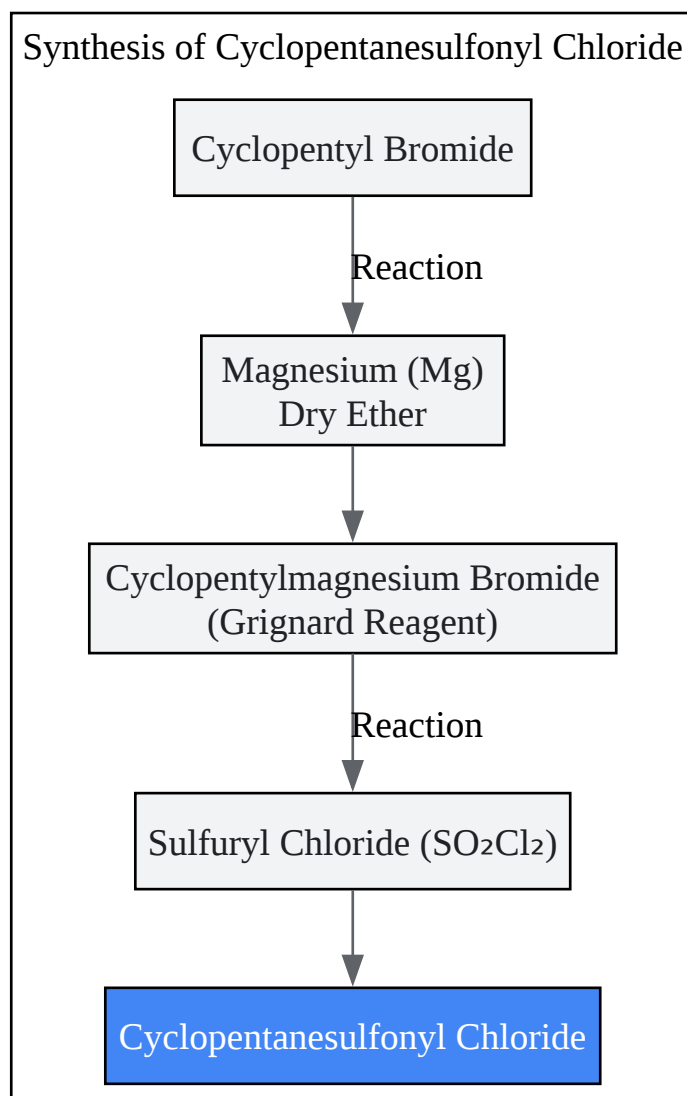 Synthesis of Cyclopentanesulfonyl Chloride
Cyclopentyl Bromide
Reaction
Magnesium (Mg)
Dry Ether
Cyclopentylmagnesium Bromide
(Grignard Reagent)
Reaction
Sulfuryl Chloride (SO₂Cl₂)
Cyclopentanesulfonyl Chloride